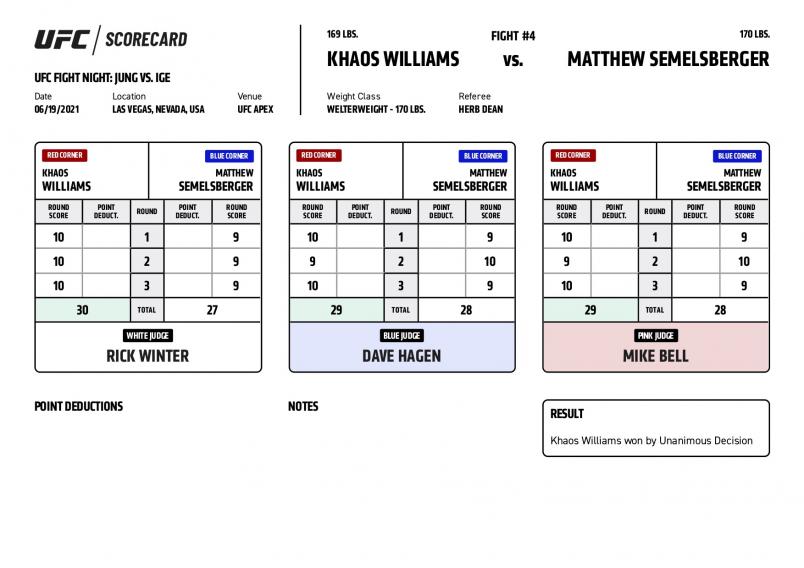 UFC SCORECARD
UFC FIGHT NIGHT: JUNG VS. IGE
Date Location Venue
06/19/2021 LAS VEGAS, NEVADA, USA UFC APEX
169 LBS. FIGHT #4 170 LBS.
KHAOS WILLIAMS vs. MATTHEW SEMELSBERGER
Weight Class Referee
WELTERWEIGHT - 170 LBS. HERB DEAN
RED CORNER BLUE CORNER
KHAOS MATTHEW
WILLIAMS SEMELSBERGER
ROUND SCORE POINT DEDUCT. ROUND POINT DEDUCT. ROUND SCORE
10 1 9
10 2 9
10 3 9
30 TOTAL 27
WHITE JUDGE
RICK WINTER
RED CORNER BLUE CORNER
KHAOS MATTHEW
WILLIAMS SEMELSBERGER
ROUND SCORE POINT DEDUCT. ROUND POINT DEDUCT. ROUND SCORE
10 1 9
9 2 10
10 3 9
29 TOTAL 28
BLUE JUDGE
DAVE HAGEN
RED CORNER BLUE CORNER
KHAOS MATTHEW
WILLIAMS SEMELSBERGER
ROUND SCORE POINT DEDUCT. ROUND POINT DEDUCT. ROUND SCORE
10 1 9
9 2 10
10 3 9
29 TOTAL 28
PINK JUDGE
MIKE BELL
POINT DEDUCTIONS
NOTES
RESULT
Khaos Williams won by Unanimous Decision